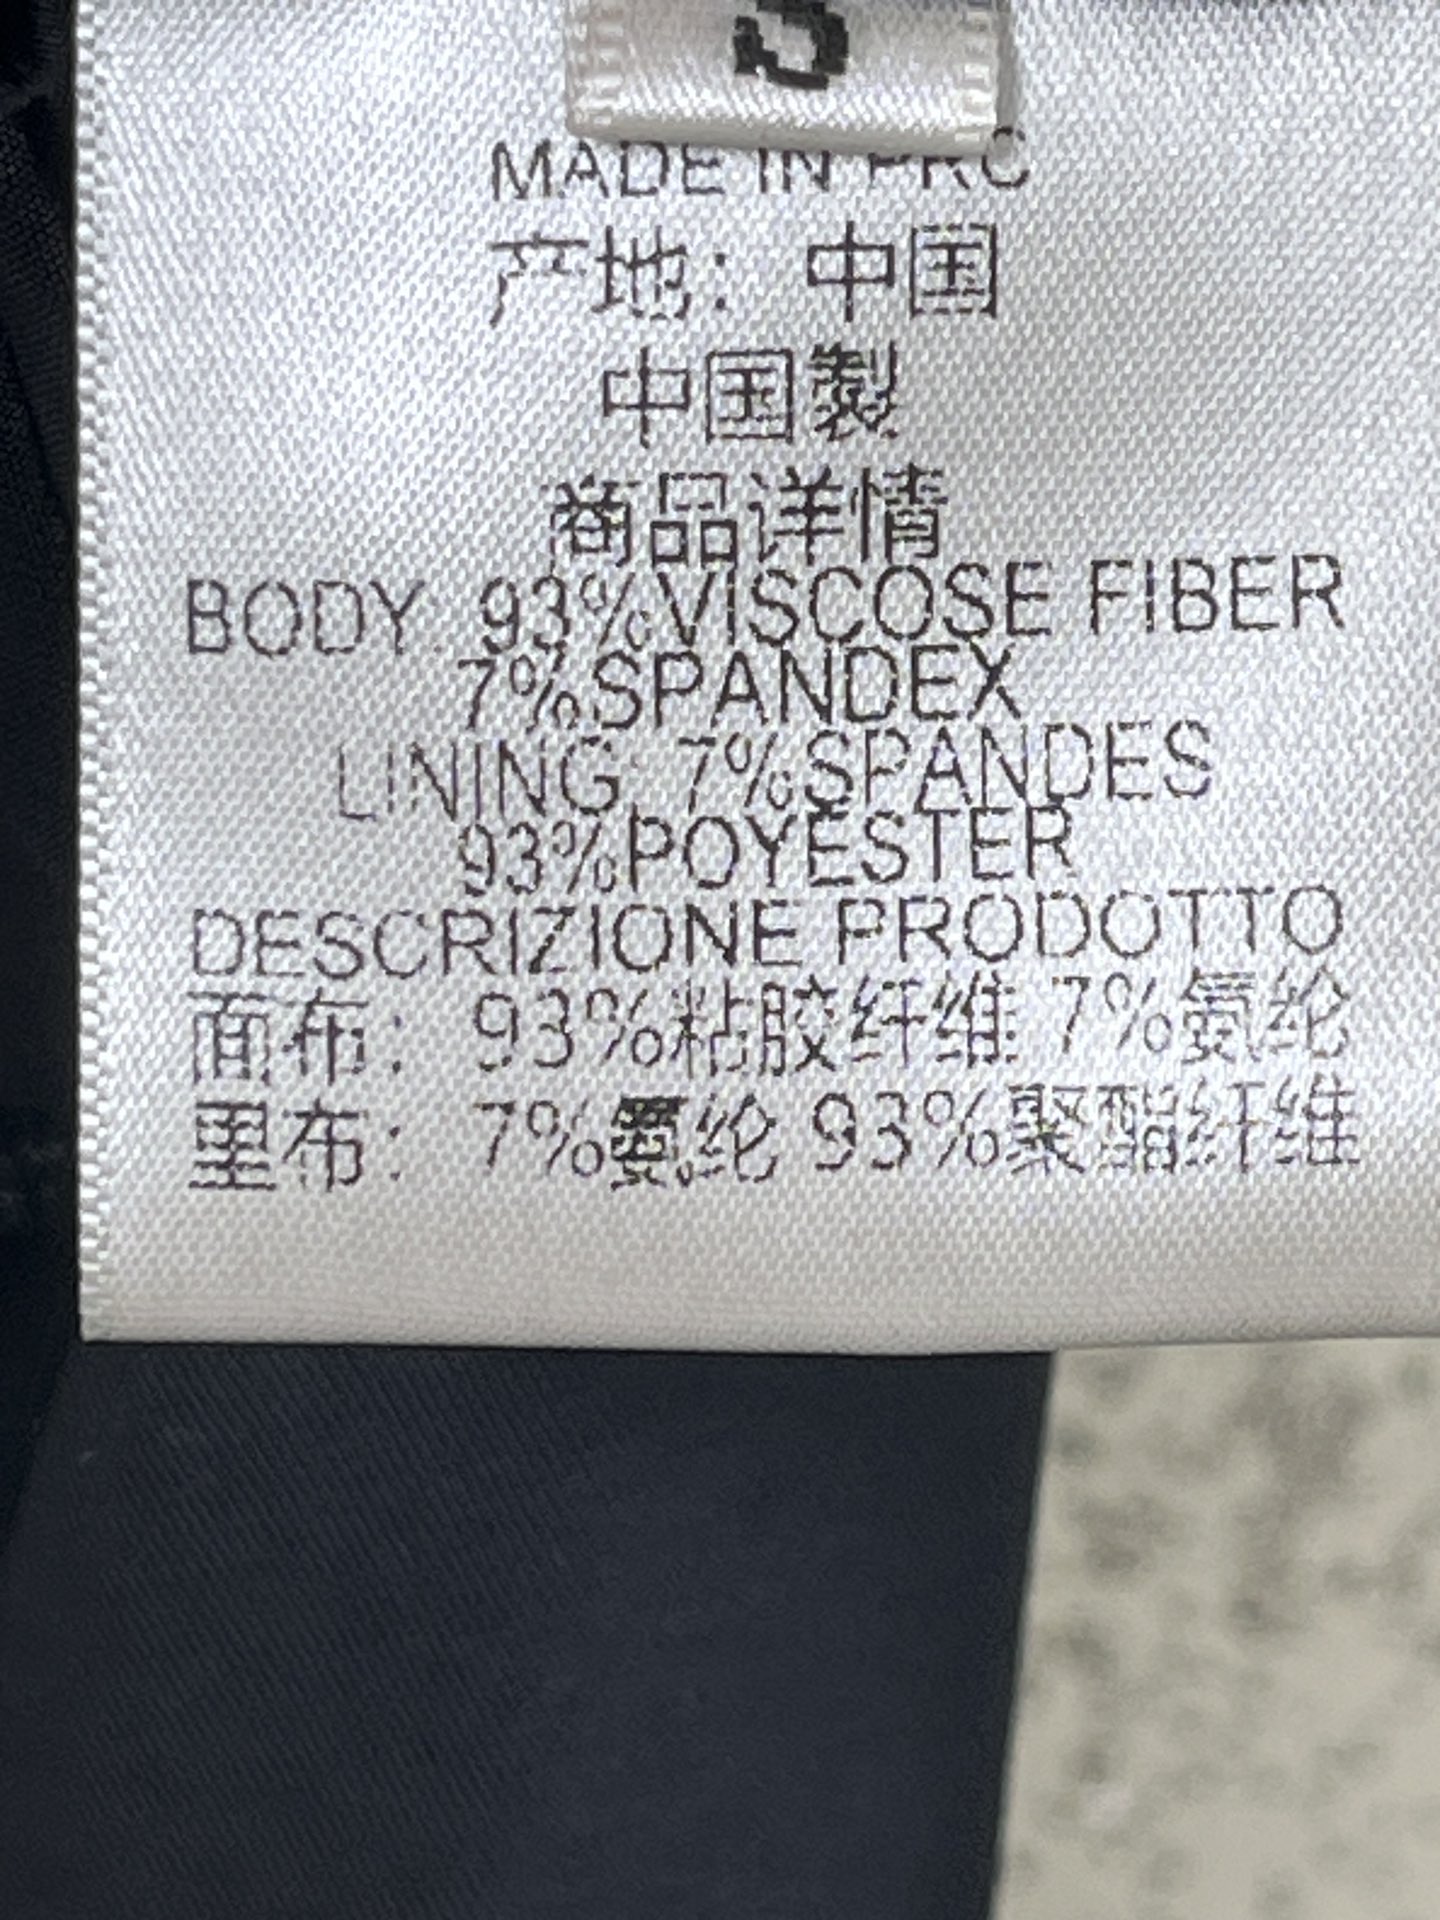 MADE IN PRC
产地：中国
中国製
商品详情
BODY: 93%VISCOSE FIBER
7%SPANDEX
LINING: 7%SPANDES
93%POYESTER
DESCRIZIONE PRODOTTO
面布：93%粘胶纤维 7%氨纶
里布：7%氨纶 93%聚酯纤维